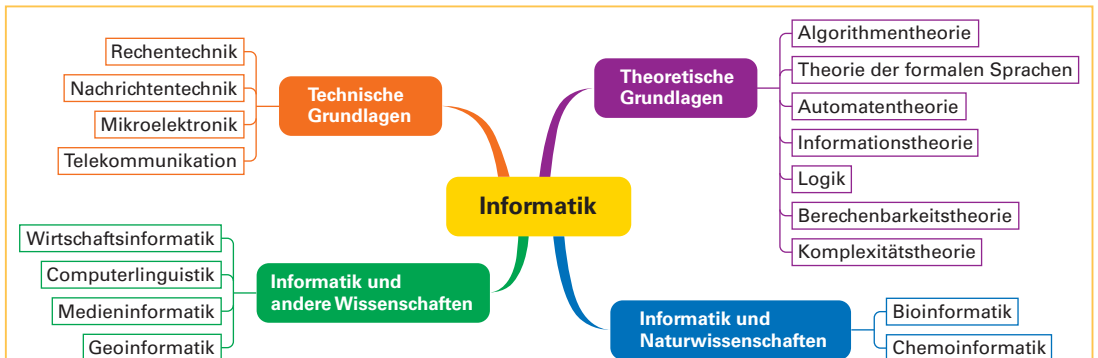 Rechentechnik
Nachrichtentechnik
Mikroelektronik
Telekommunikation
Technische
Grundlagen
Theoretische
Grundlagen
Algorithmentheorie
Theorie der formalen Sprachen
Automatentheorie
Informationstheorie
Logik
Berechenbarkeitstheorie
Komplexitätstheorie
Informatik
Wirtschaftsinformatik
Computerlinguistik
Medieninformatik
Geoinformatik
Informatik und
andere Wissenschaften
Informatik und
Naturwissenschaften
Bioinformatik
Chemoinformatik